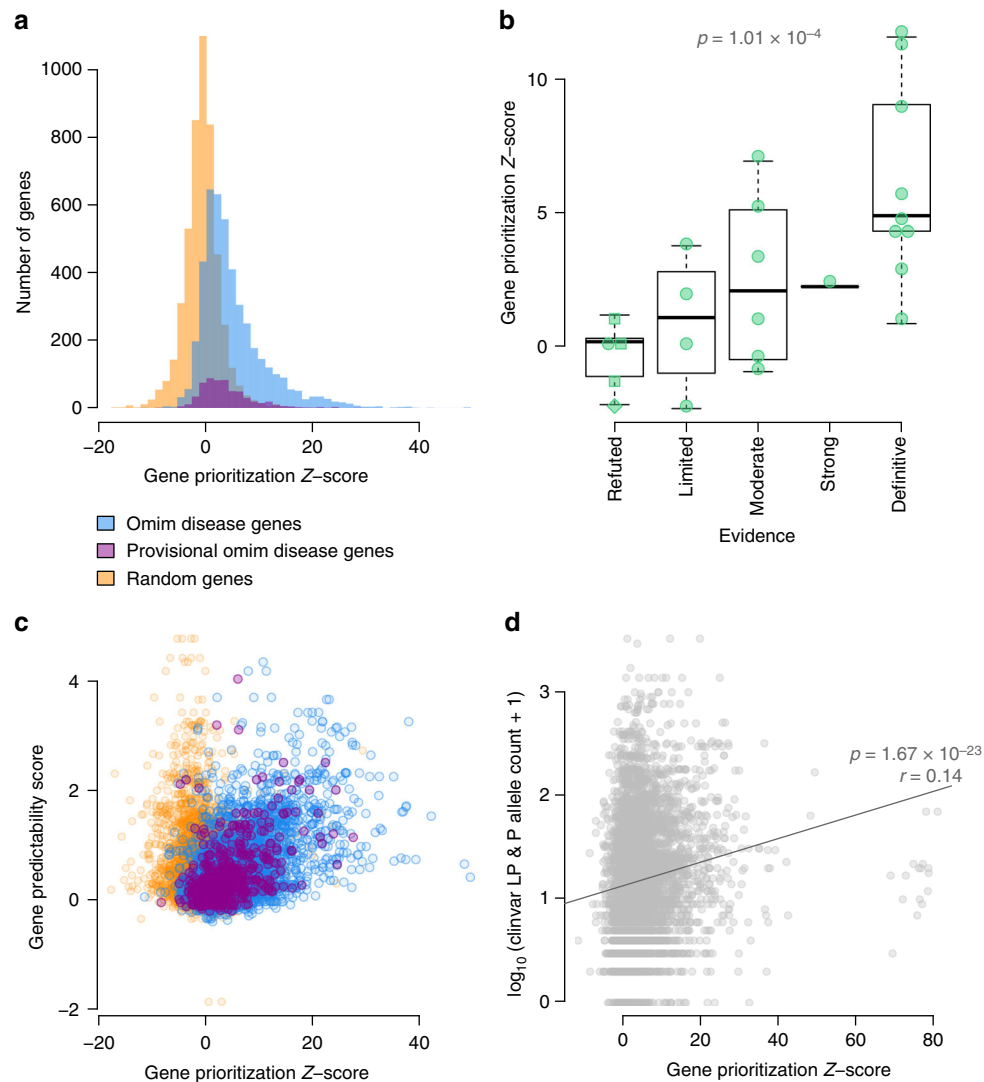 a
1000
800
600
400
200
0
Number of genes
−20
0
20
40
Gene prioritization Z−score
Omim disease genes
Provisional omim disease genes
Random genes
b
p = 1.01 × 10⁻⁴
10
5
0
Gene prioritization Z−score
Refuted
Limited
Moderate
Strong
Definitive
Evidence
c
4
2
0
−2
Gene predictability score
−20
0
20
40
Gene prioritization Z−score
d
3
2
1
0
log₁₀ (clinvar LP & P allele count + 1)
p = 1.67 × 10⁻²³
r = 0.14
0
20
40
60
80
Gene prioritization Z−score